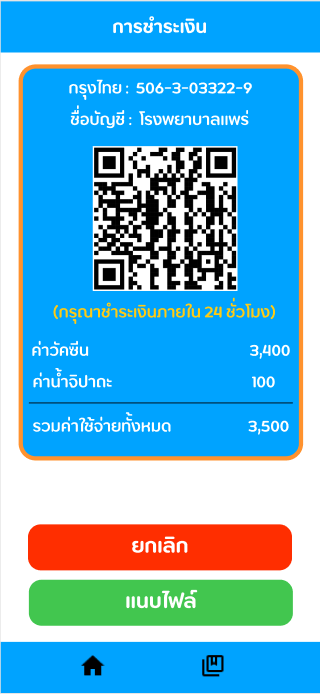 การชำระเงิน
กรุงไทย : 506-3-03322-9
ชื่อบัญชี : โรงพยาบาลแพร่
(กรุณาชำระเงินภายใน 24 ชั่วโมง)
ค่าวัคซีน 3,400
ค่าน้ำจิปาถะ 100
รวมค่าใช้จ่ายทั้งหมด 3,500
ยกเลิก
แนบไฟล์